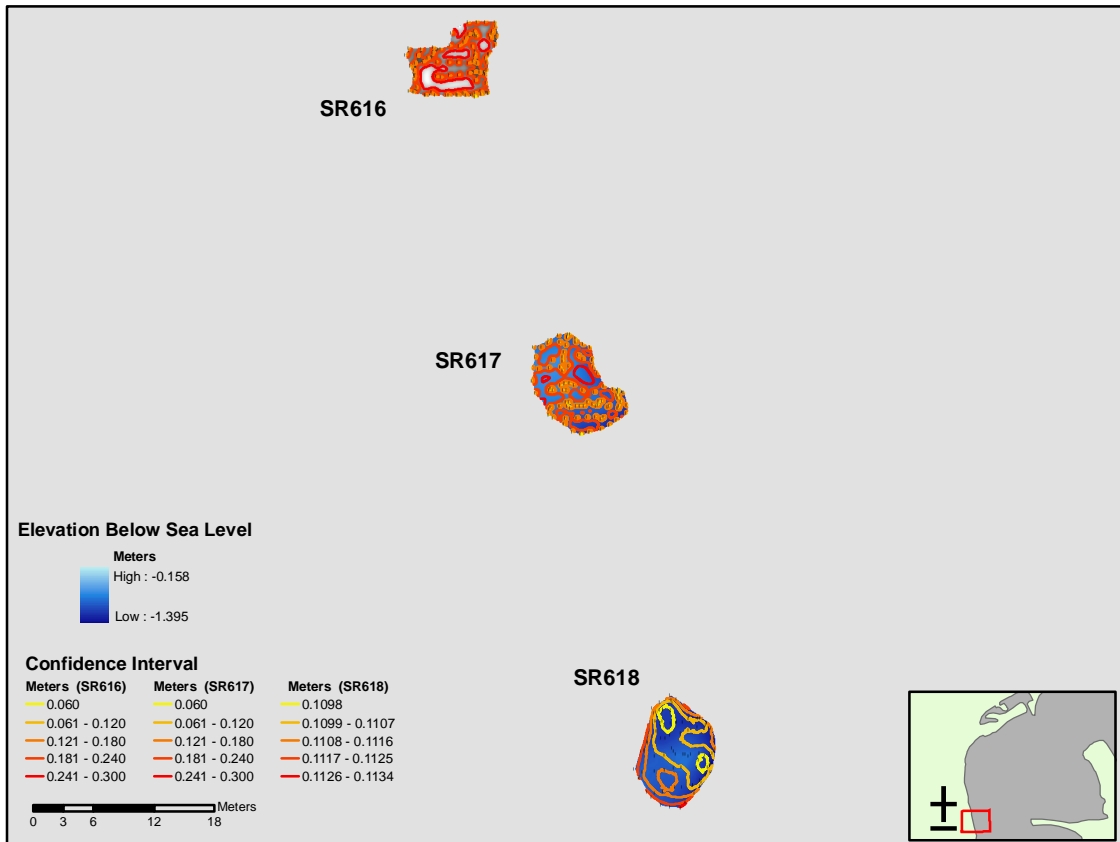 SR616
SR617
Elevation Below Sea Level
Meters
High : -0.158
Low : -1.395
SR618
Confidence Interval
Meters (SR616) Meters (SR617) Meters (SR618)
0.060 0.060 0.1098
0.061 - 0.120 0.061 - 0.120 0.1099 - 0.1107
0.121 - 0.180 0.121 - 0.180 0.1108 - 0.1116
0.181 - 0.240 0.181 - 0.240 0.1117 - 0.1125
0.241 - 0.300 0.241 - 0.300 0.1126 - 0.1134
Meters
0 3 6 12 18